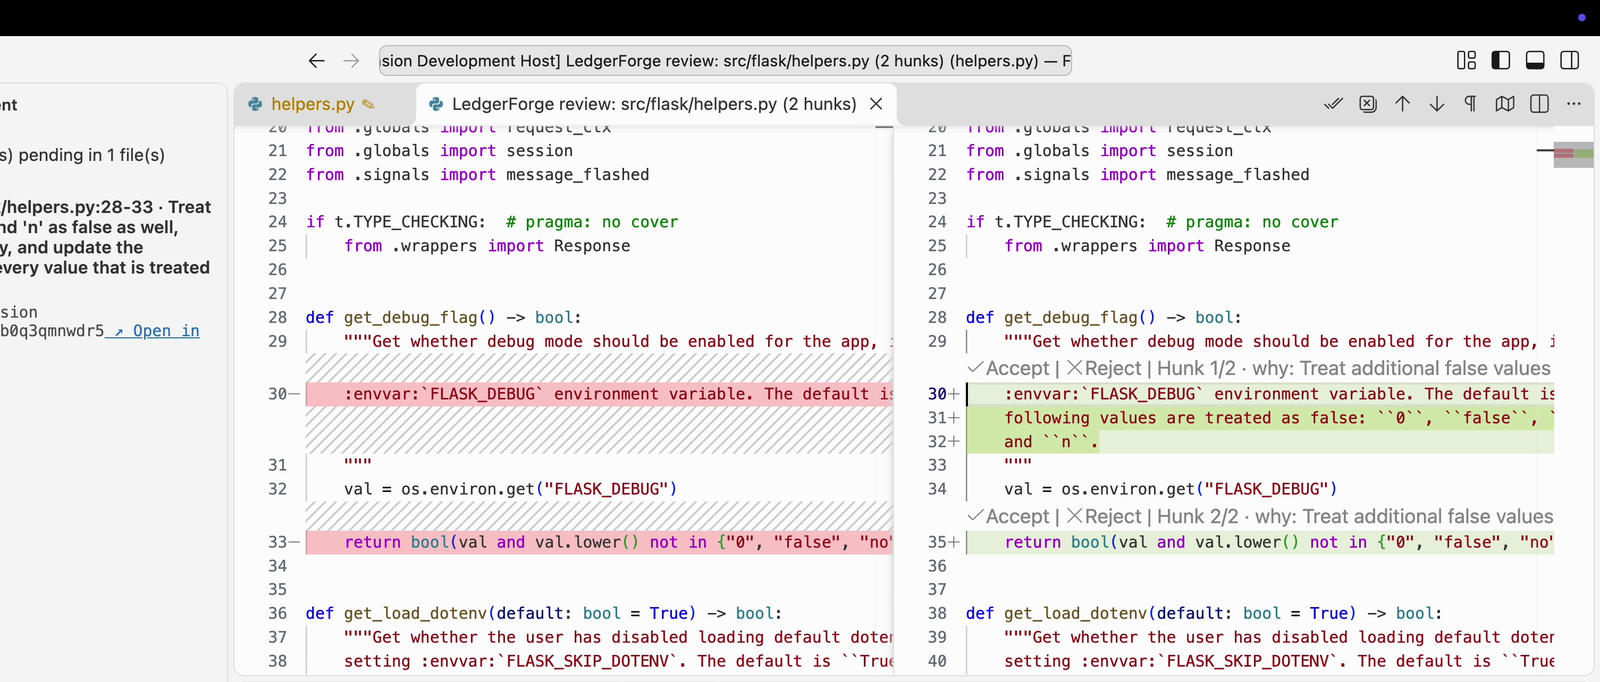 sion Development Host] LedgerForge review: src/flask/helpers.py (2 hunks) (helpers.py) — F
nt
s) pending in 1 file(s)
/helpers.py:28-33 · Treat
nd 'n' as false as well,
y, and update the
every value that is treated
sion
b0q3qmnwdr5 ↗ Open in
helpers.py
LedgerForge review: src/flask/helpers.py (2 hunks)
20 from .globals import request_ctx
21 from .globals import session
22 from .signals import message_flashed
23
24 if t.TYPE_CHECKING:  # pragma: no cover
25     from .wrappers import Response
26
27
28 def get_debug_flag() -> bool:
29     """Get whether debug mode should be enabled for the app, i
30—     :envvar:`FLASK_DEBUG` environment variable. The default is
31     """
32     val = os.environ.get("FLASK_DEBUG")
33—     return bool(val and val.lower() not in {"0", "false", "no"
34
35
36 def get_load_dotenv(default: bool = True) -> bool:
37     """Get whether the user has disabled loading default doten
38     setting :envvar:`FLASK_SKIP_DOTENV`. The default is ``True
20 from .globals import request_ctx
21 from .globals import session
22 from .signals import message_flashed
23
24 if t.TYPE_CHECKING:  # pragma: no cover
25     from .wrappers import Response
26
27
28 def get_debug_flag() -> bool:
29     """Get whether debug mode should be enabled for the app, i
Accept | Reject | Hunk 1/2 · why: Treat additional false values
30+     :envvar:`FLASK_DEBUG` environment variable. The default is
31+     following values are treated as false: ``0``, ``false``, `
32+     and ``n``.
33     """
34     val = os.environ.get("FLASK_DEBUG")
Accept | Reject | Hunk 2/2 · why: Treat additional false values
35+     return bool(val and val.lower() not in {"0", "false", "no"
36
37
38 def get_load_dotenv(default: bool = True) -> bool:
39     """Get whether the user has disabled loading default doten
40     setting :envvar:`FLASK_SKIP_DOTENV`. The default is ``True